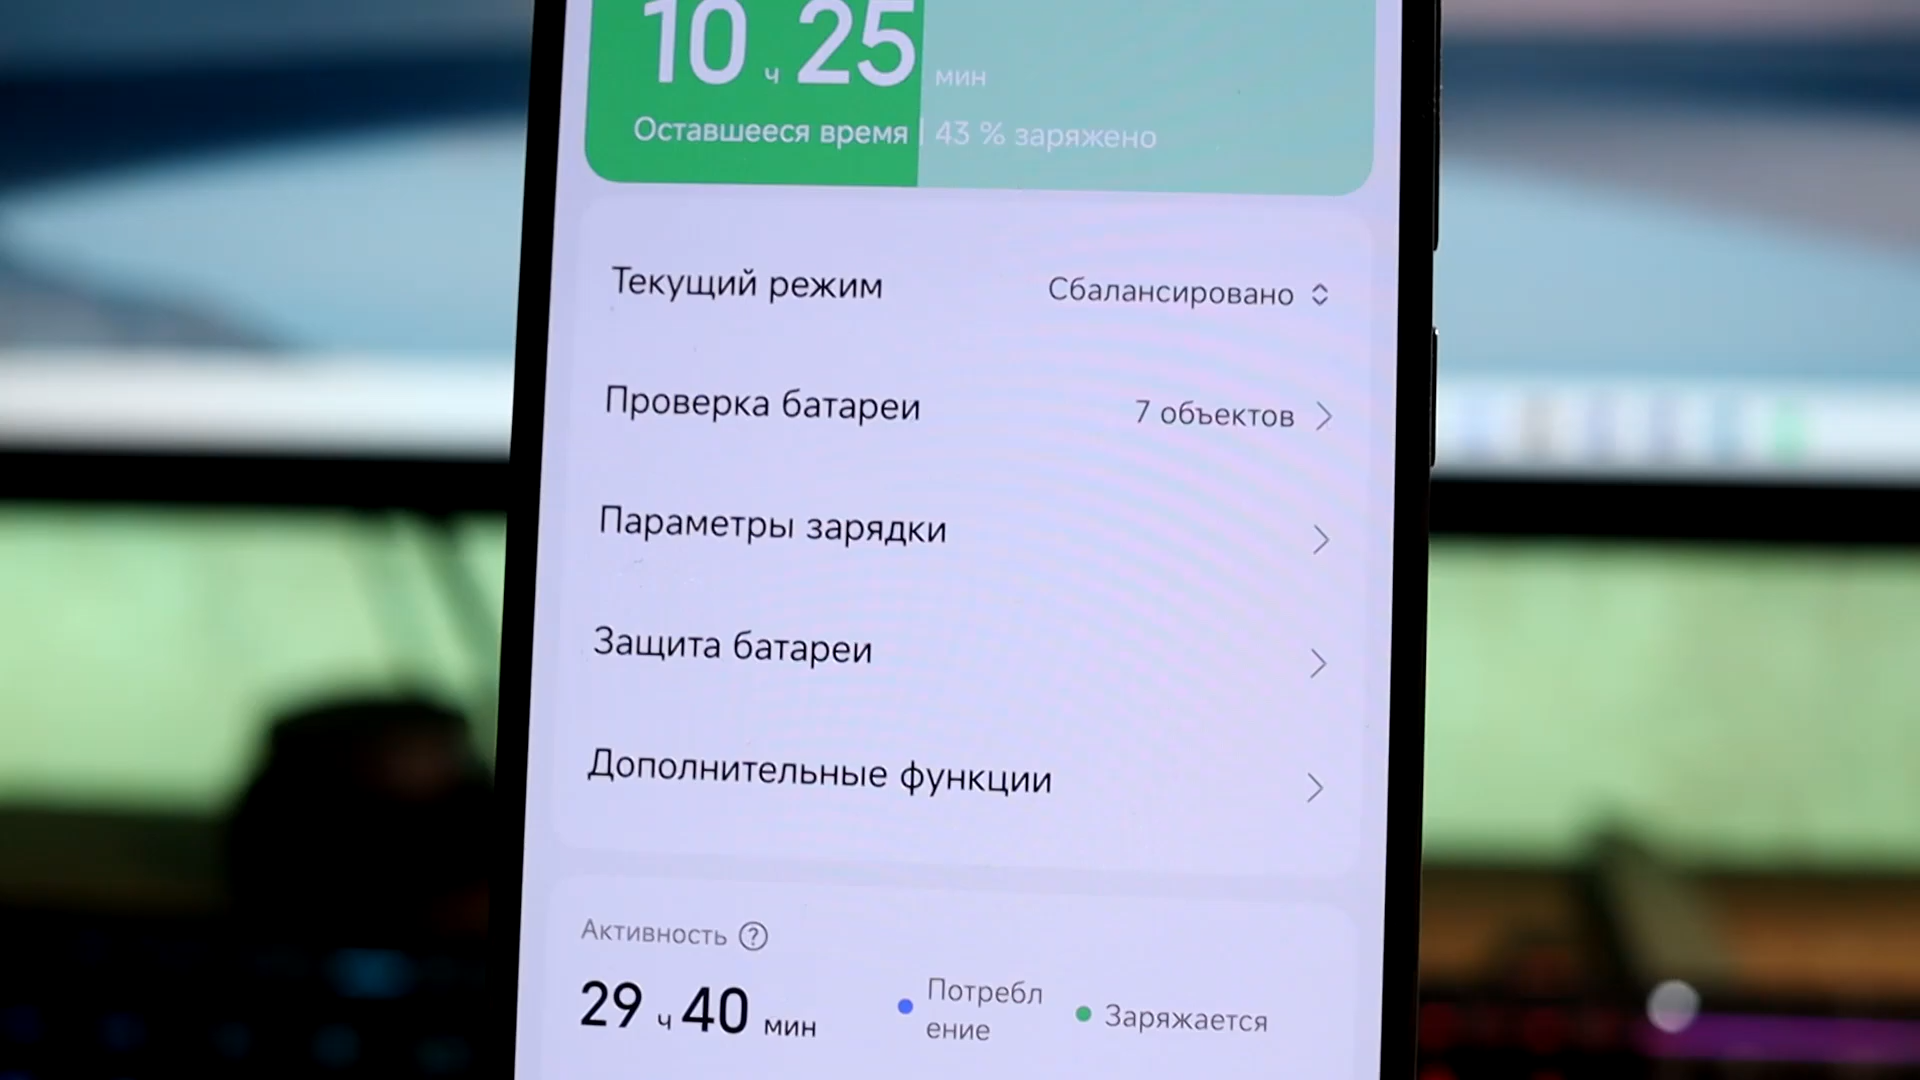 10 ч 25 мин
Оставшееся время | 43 % заряжено
Текущий режим Сбалансировано
Проверка батареи 7 объектов
Параметры зарядки
Защита батареи
Дополнительные функции
Активность ?
29 ч 40 мин
Потребл
ение
Заряжается